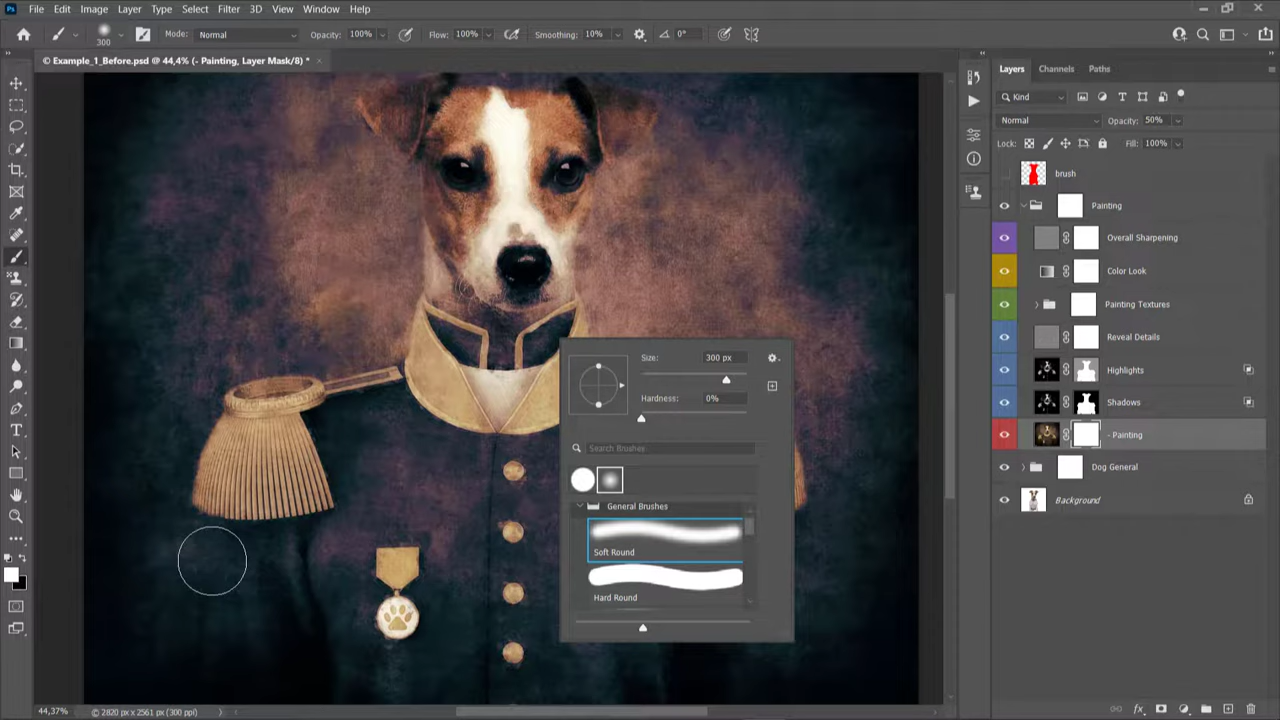 Ps File Edit Image Layer Type Select Filter 3D View Window Help
300 Mode: Normal Opacity: 100% Flow: 100% Smoothing: 10% 0°
© Example_1_Before.psd @ 44,4% (- Painting, Layer Mask/8) * ×
Layers Channels Paths
Kind
Normal Opacity: 50%
Lock: Fill: 100%
brush
Painting
Overall Sharpening
Color Look
Painting Textures
Reveal Details
Highlights
Shadows
- Painting
Dog General
Background
Size: 300 px
Hardness: 0%
Search Brushes
General Brushes
Soft Round
Hard Round
44,37% © 2820 px x 2561 px (300 ppi)
fx